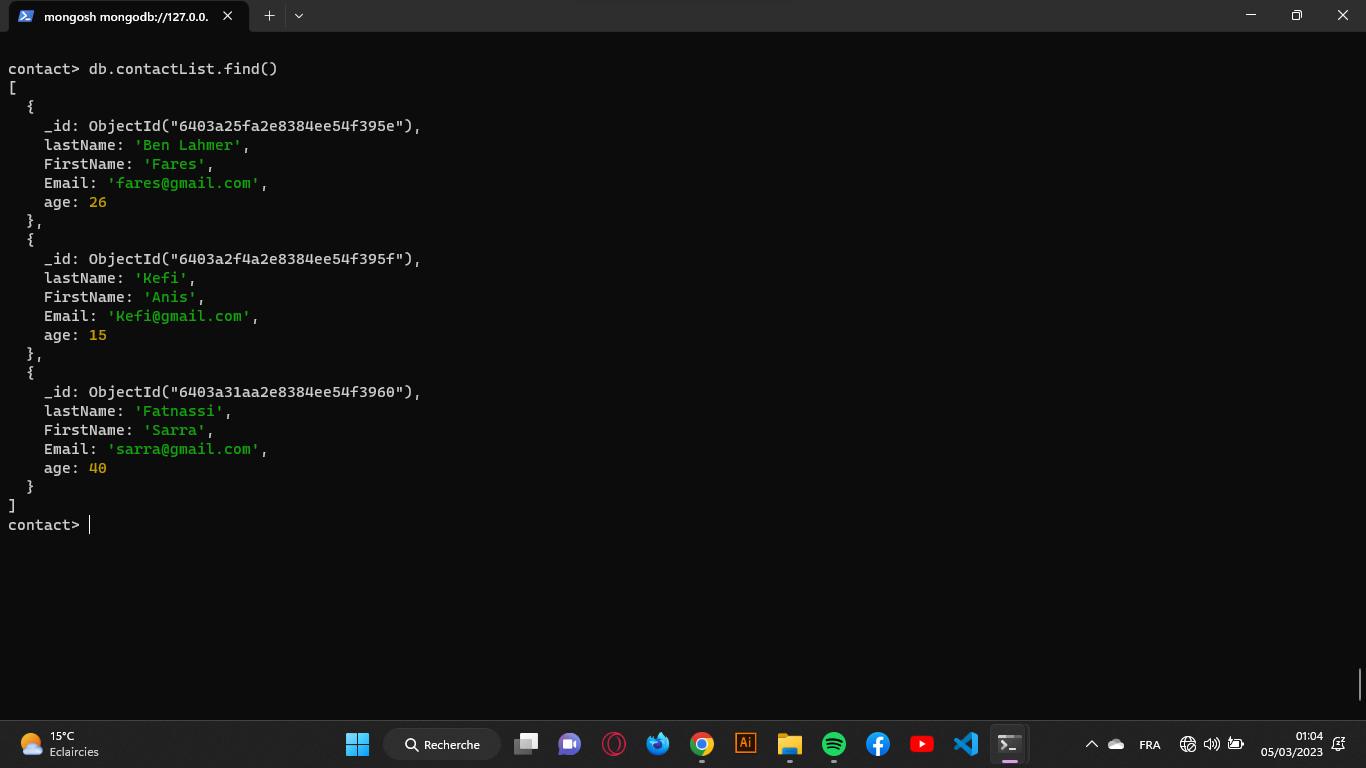 mongosh mongodb://127.0.0.
contact> db.contactList.find()
[
  {
    _id: ObjectId("6403a25fa2e8384ee54f395e"),
    lastName: 'Ben Lahmer',
    FirstName: 'Fares',
    Email: 'fares@gmail.com',
    age: 26
  },
  {
    _id: ObjectId("6403a2f4a2e8384ee54f395f"),
    lastName: 'Kefi',
    FirstName: 'Anis',
    Email: 'Kefi@gmail.com',
    age: 15
  },
  {
    _id: ObjectId("6403a31aa2e8384ee54f3960"),
    lastName: 'Fatnassi',
    FirstName: 'Sarra',
    Email: 'sarra@gmail.com',
    age: 40
  }
]
contact>
15°C
Eclaircies
Recherche
Ai
FRA
01:04
05/03/2023